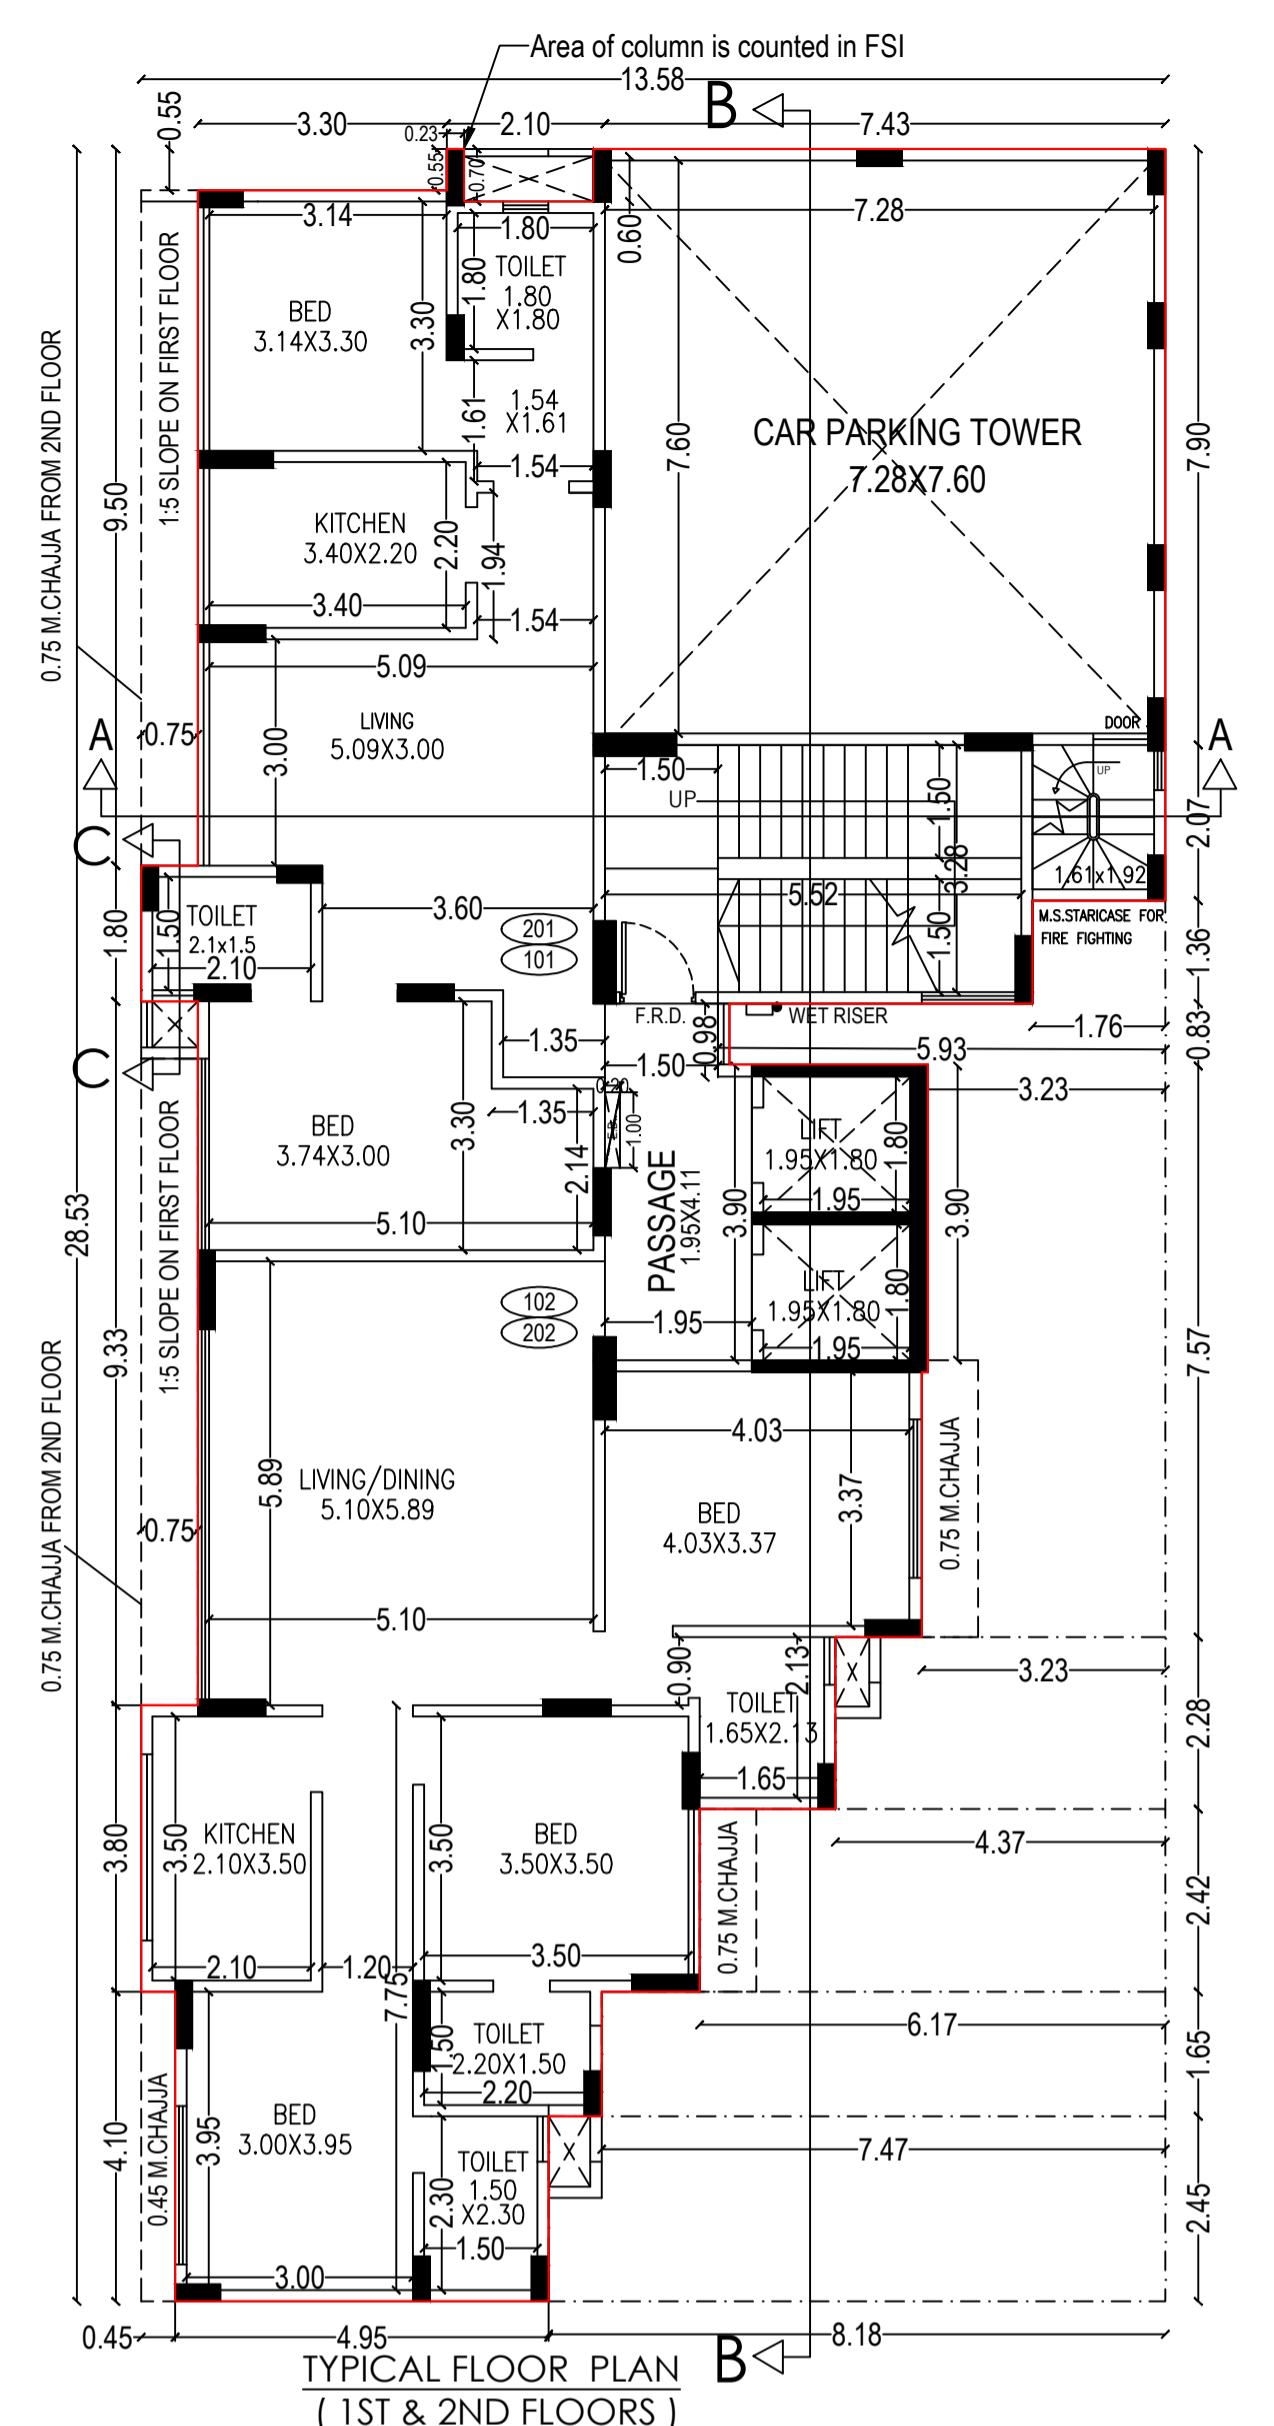 Area of column is counted in FSI
13.58
B
0.55
3.30
0.23
2.10
7.43
0.55
0.70
3.14
1.80
0.60
7.28
TOILET
1.80
X1.80
1.80
BED
3.14X3.30
3.30
1:5 SLOPE ON FIRST FLOOR
0.75 M.CHAJJA FROM 2ND FLOOR
1.54
X1.61
1.61
1.54
CAR PARKING TOWER
7.28X7.60
7.60
7.90
9.50
KITCHEN
3.40X2.20
2.20
1.94
3.40
1.54
5.09
LIVING
5.09X3.00
3.00
0.75
A
DOOR
A
1.50
UP
UP
1.50
3.28
2.07
C
1.61x1.92
5.52
TOILET
2.1x1.5
1.50
2.10
1.80
3.60
201
101
1.50
M.S.STARICASE FOR
FIRE FIGHTING
1.36
F.R.D.
WET RISER
1.76
0.83
0.98
5.93
1.35
1.50
3.23
C
0.20
1.35
1.00
BED
3.74X3.00
3.30
2.14
5.10
LIFT
1.95X1.80
1.80
1.95
PASSAGE
1.95X4.11
3.90
3.90
28.53
1:5 SLOPE ON FIRST FLOOR
102
202
LIFT
1.95X1.80
1.80
1.95
1.95
9.33
7.57
0.75 M.CHAJJA FROM 2ND FLOOR
4.03
LIVING/DINING
5.10X5.89
5.89
BED
4.03X3.37
3.37
0.75 M.CHAJJA
0.75
5.10
0.90
2.13
3.23
TOILET
1.65X2.13
1.65
2.28
KITCHEN
2.10X3.50
3.50
3.80
BED
3.50X3.50
3.50
0.75 M.CHAJJA
4.37
2.42
2.10
1.20
3.50
7.75
TOILET
2.20X1.50
1.50
2.20
6.17
1.65
BED
3.00X3.95
3.95
0.45 M.CHAJJA
4.10
TOILET
1.50
X2.30
2.30
1.50
7.47
2.45
3.00
0.45
4.95
8.18
B
TYPICAL FLOOR PLAN
( 1ST & 2ND FLOORS )